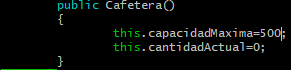 public Cafetera()
{
this.capacidadMaxima=500;
this.cantidadActual=0;
}